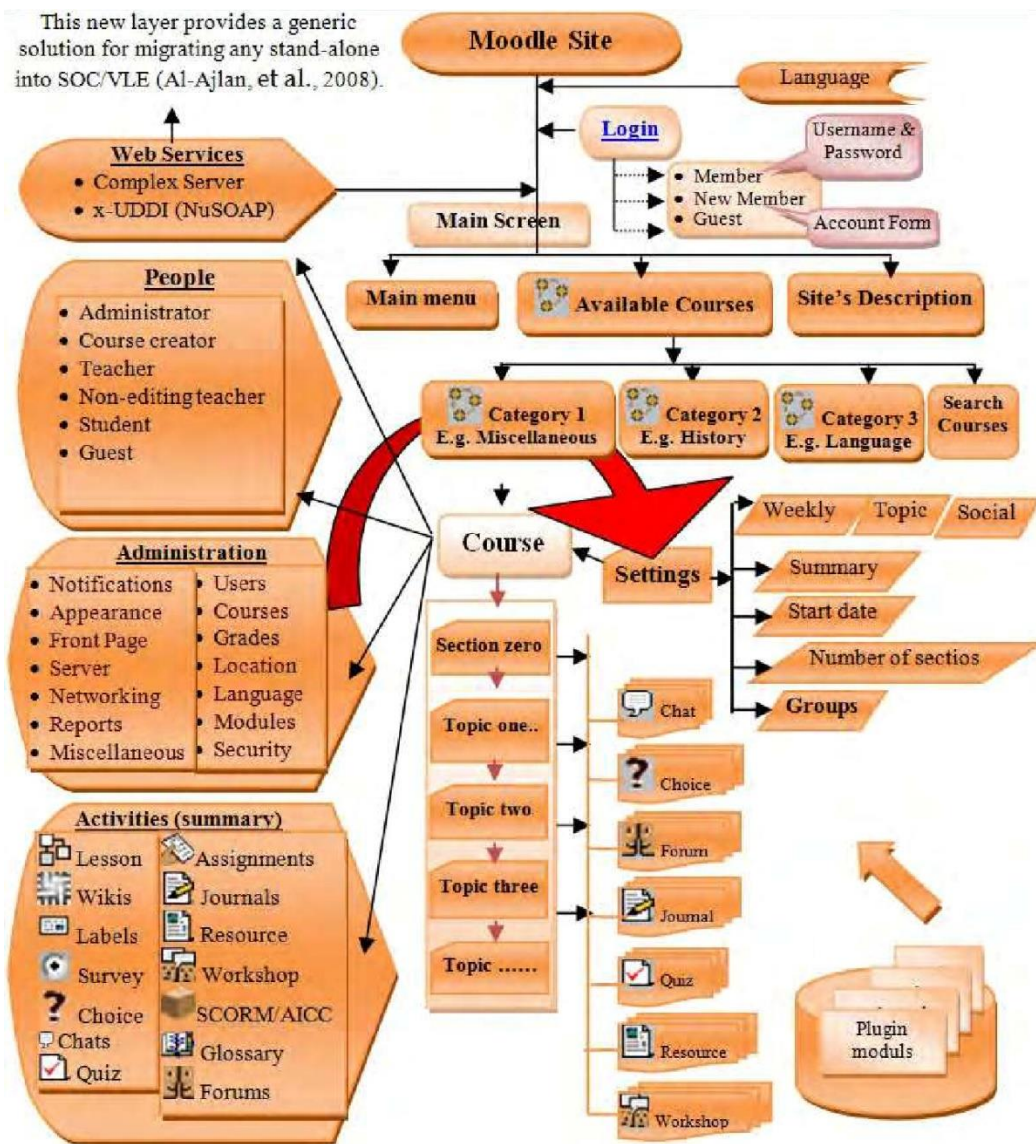 This new layer provides a generic
solution for migrating any stand-alone
into SOC/VLE (Al-Ajlan, et al., 2008).
Moodle Site
Language
Login
Username &
Password
• Member
• New Member
• Guest
Account Form
Web Services
• Complex Server
• x-UDDI (NuSOAP)
Main Screen
People
• Administrator
• Course creator
• Teacher
• Non-editing teacher
• Student
• Guest
Main menu
Available Courses
Site's Description
Category 1
E.g. Miscellaneous
Category 2
E.g. History
Category 3
E.g. Language
Search
Courses
Course
Settings
Weekly
Topic
Social
Summary
Start date
Number of sectios
Groups
Administration
• Notifications
• Appearance
• Front Page
• Server
• Networking
• Reports
• Miscellaneous
• Users
• Courses
• Grades
• Location
• Language
• Modules
• Security
Section zero
Topic one..
Topic two
Topic three
Topic ......
Chat
Choice
Forum
Journal
Quiz
Resource
Workshop
Activities (summary)
Lesson
Wikis
Labels
Survey
Choice
Chats
Quiz
Assignments
Journals
Resource
Workshop
SCORM/AICC
Glossary
Forums
Plugin
moduls